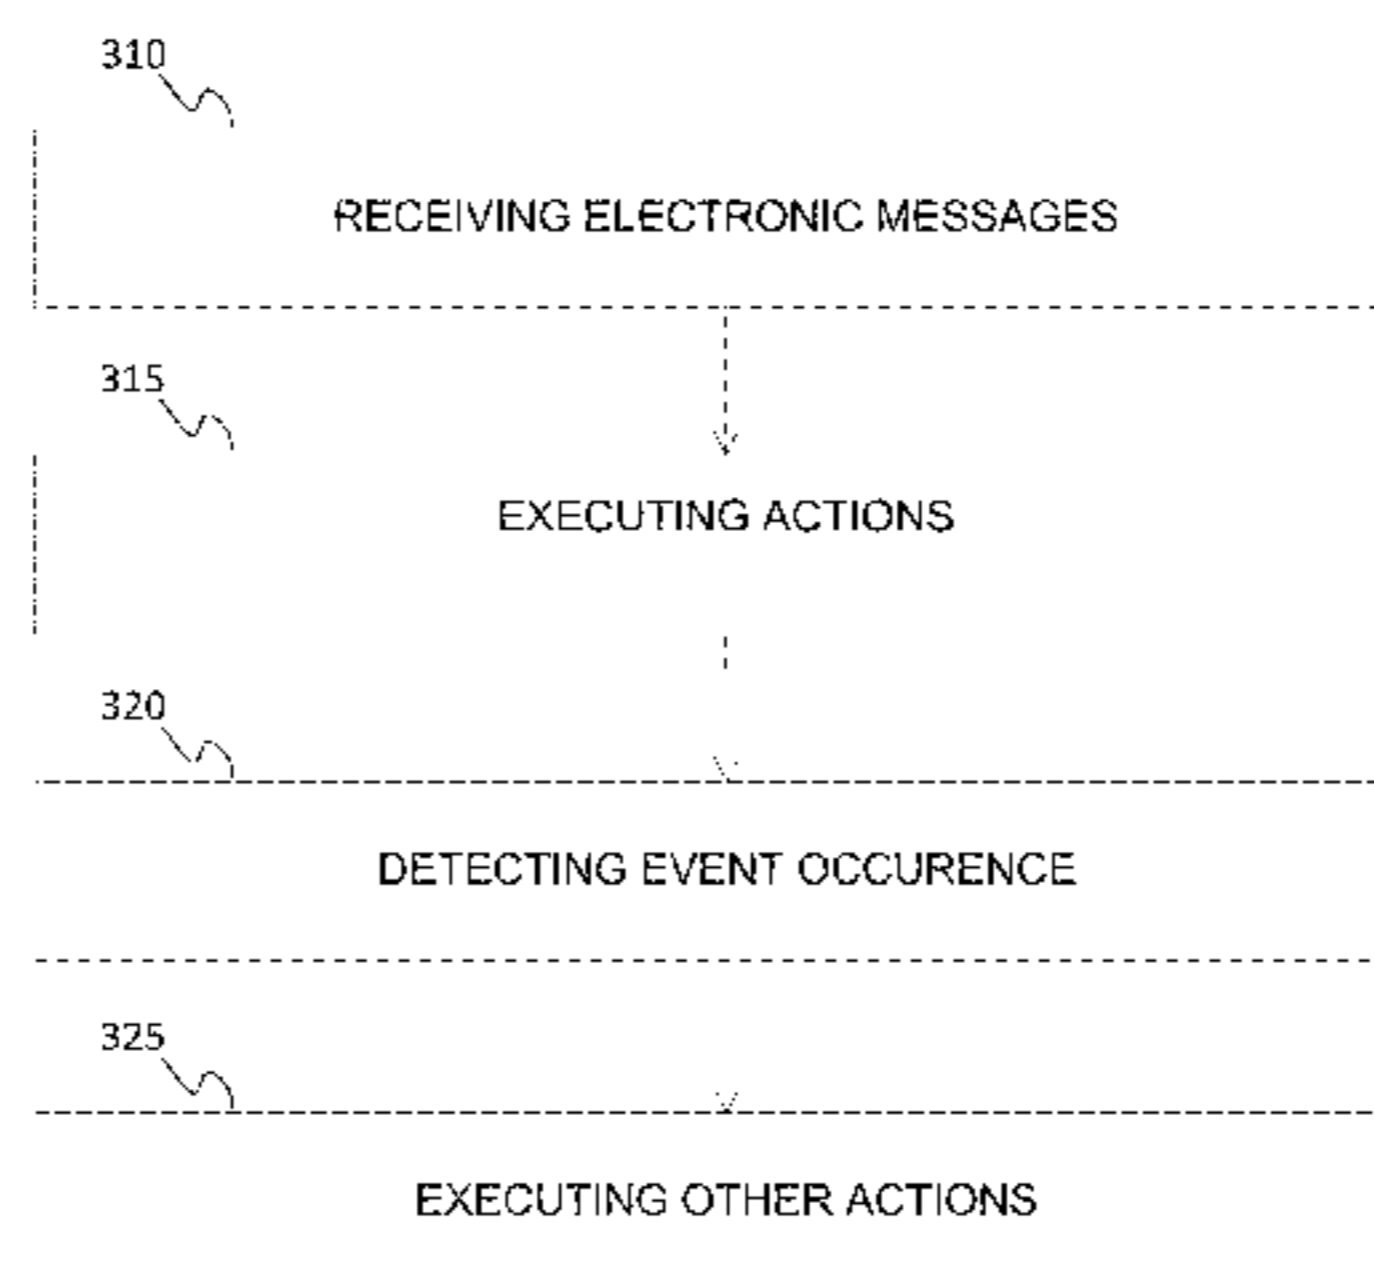 310
RECEIVING ELECTRONIC MESSAGES
315
EXECUTING ACTIONS
320
DETECTING EVENT OCCURENCE
325
EXECUTING OTHER ACTIONS